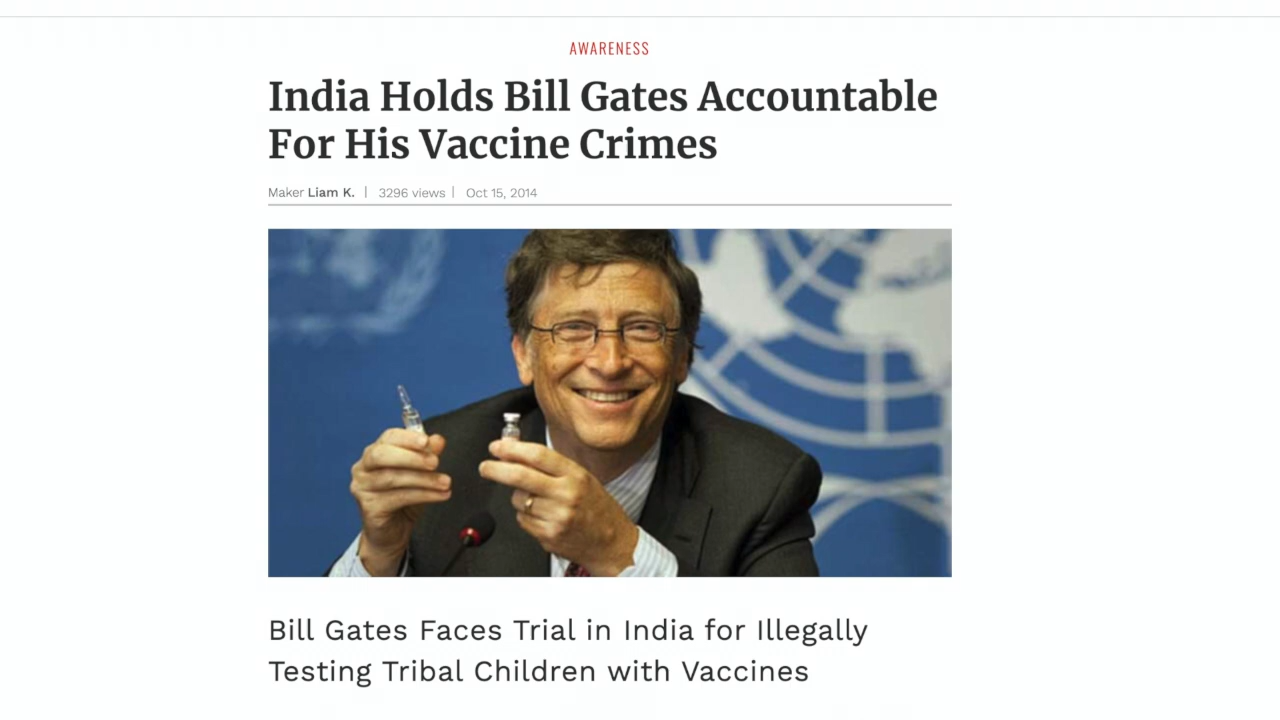 AWARENESS
India Holds Bill Gates Accountable
For His Vaccine Crimes
Maker Liam K. | 3296 views | Oct 15, 2014
Bill Gates Faces Trial in India for Illegally
Testing Tribal Children with Vaccines